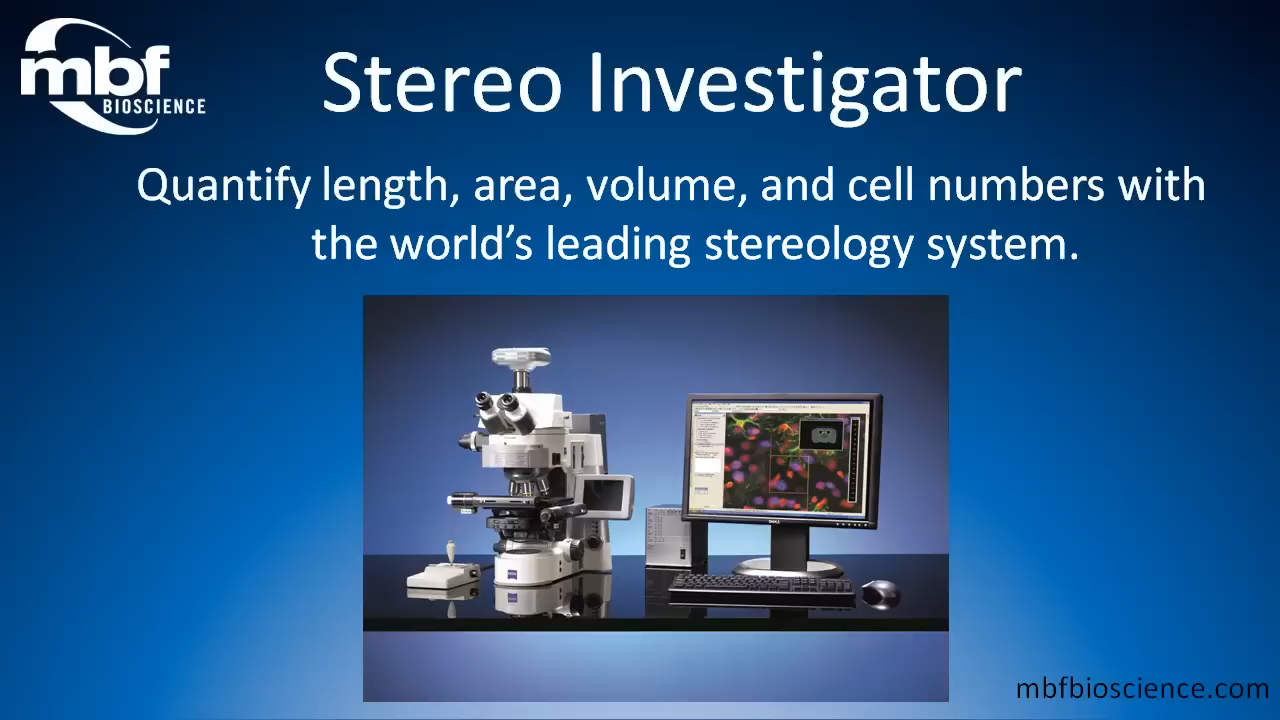 mbf
BIOSCIENCE
Stereo Investigator
Quantify length, area, volume, and cell numbers with
the world's leading stereology system.
DELL
mbfbioscience.com